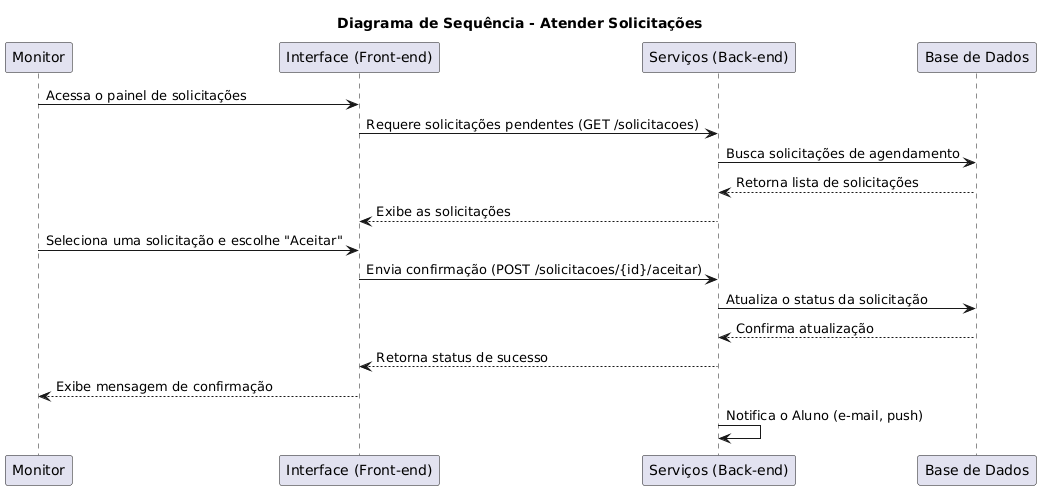 Diagrama de Sequência - Atender Solicitações
Monitor
Interface (Front-end)
Serviços (Back-end)
Base de Dados
Acessa o painel de solicitações
Requere solicitações pendentes (GET /solicitacoes)
Busca solicitações de agendamento
Retorna lista de solicitações
Exibe as solicitações
Seleciona uma solicitação e escolhe "Aceitar"
Envia confirmação (POST /solicitacoes/{id}/aceitar)
Atualiza o status da solicitação
Confirma atualização
Retorna status de sucesso
Exibe mensagem de confirmação
Notifica o Aluno (e-mail, push)
Monitor
Interface (Front-end)
Serviços (Back-end)
Base de Dados